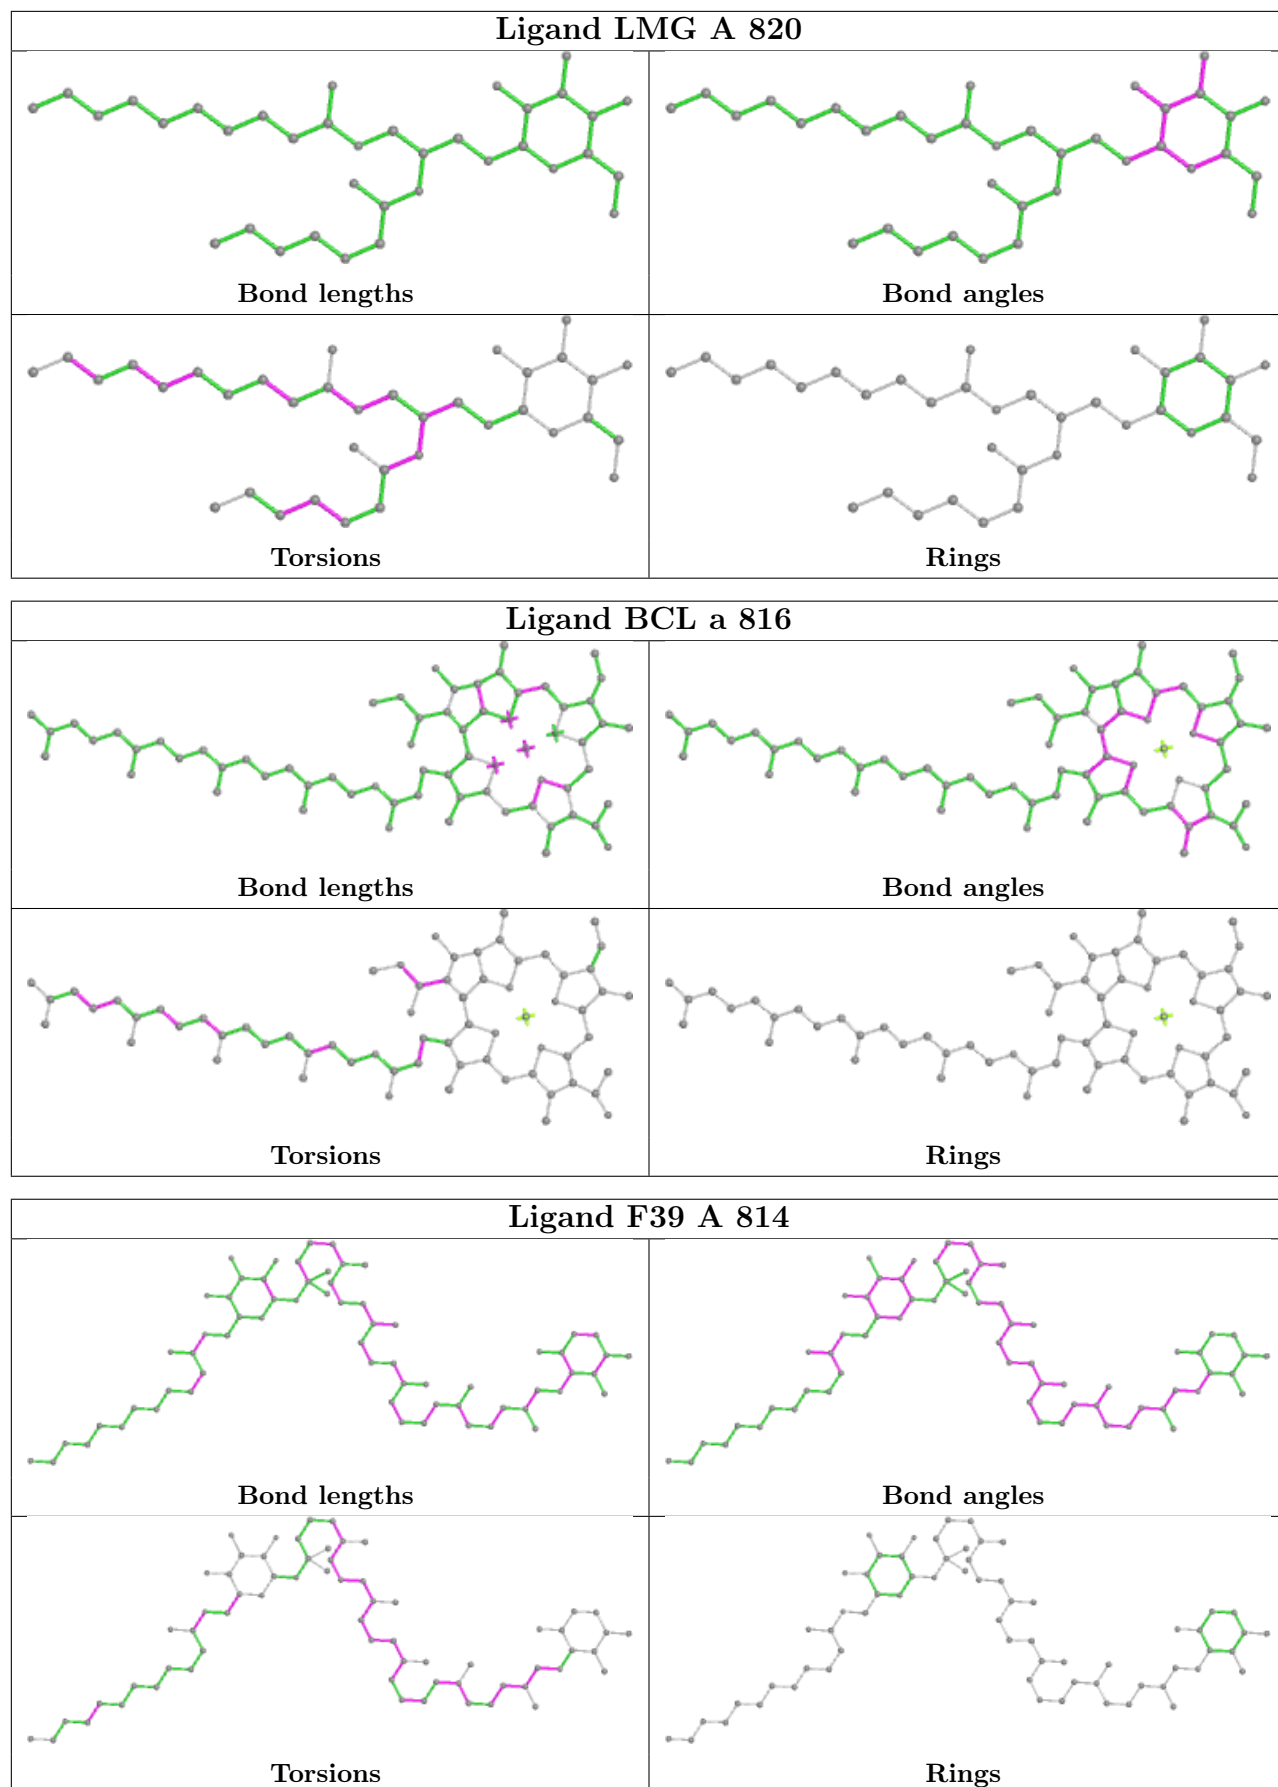 Ligand LMG A 820
Bond lengths
Bond angles
Torsions
Rings
Ligand BCL a 816
Bond lengths
Bond angles
Torsions
Rings
Ligand F39 A 814
Bond lengths
Bond angles
Torsions
Rings